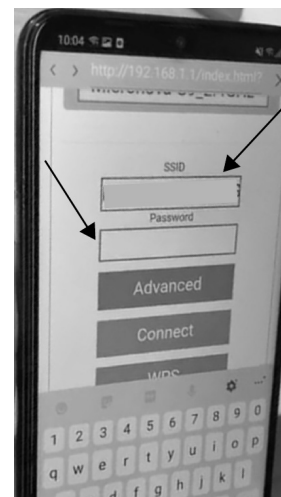 10:04
http://192.168.1.1/index.html?
SSID
Password
Advanced
Connect
WPS
1 2 3 4 5 6 7 8 9 0
q w e r t y u i o p
d f g h j k l